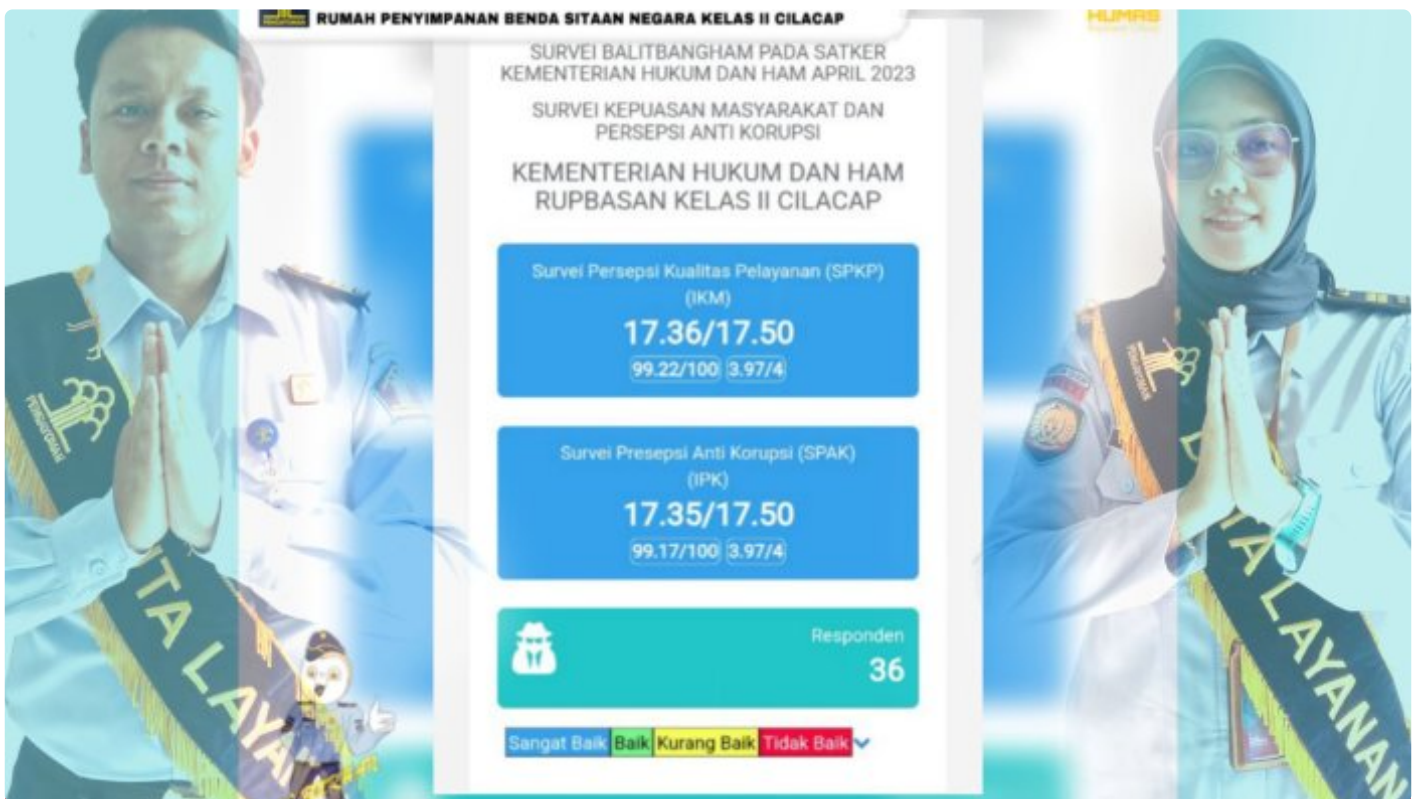 RUMAH PENYIMPANAN BENDA SITAAN NEGARA KELAS II CILACAP
HUMAS
SURVEI BALITBANGHAM PADA SATKER
KEMENTERIAN HUKUM DAN HAM APRIL 2023
SURVEI KEPUASAN MASYARAKAT DAN
PERSEPSI ANTI KORUPSI
KEMENTERIAN HUKUM DAN HAM
RUPBASAN KELAS II CILACAP
Survei Persepsi Kualitas Pelayanan (SPKP)
(IKM)
17.36/17.50
99.22/100 3.97/4
Survei Presepsi Anti Korupsi (SPAK)
(IPK)
17.35/17.50
99.17/100 3.97/4
Responden
36
Sangat Baik Baik Kurang Baik Tidak Baik
PENGAYOMAN
TA LAYAN
PENGAYOMAN
TA LAYANAN